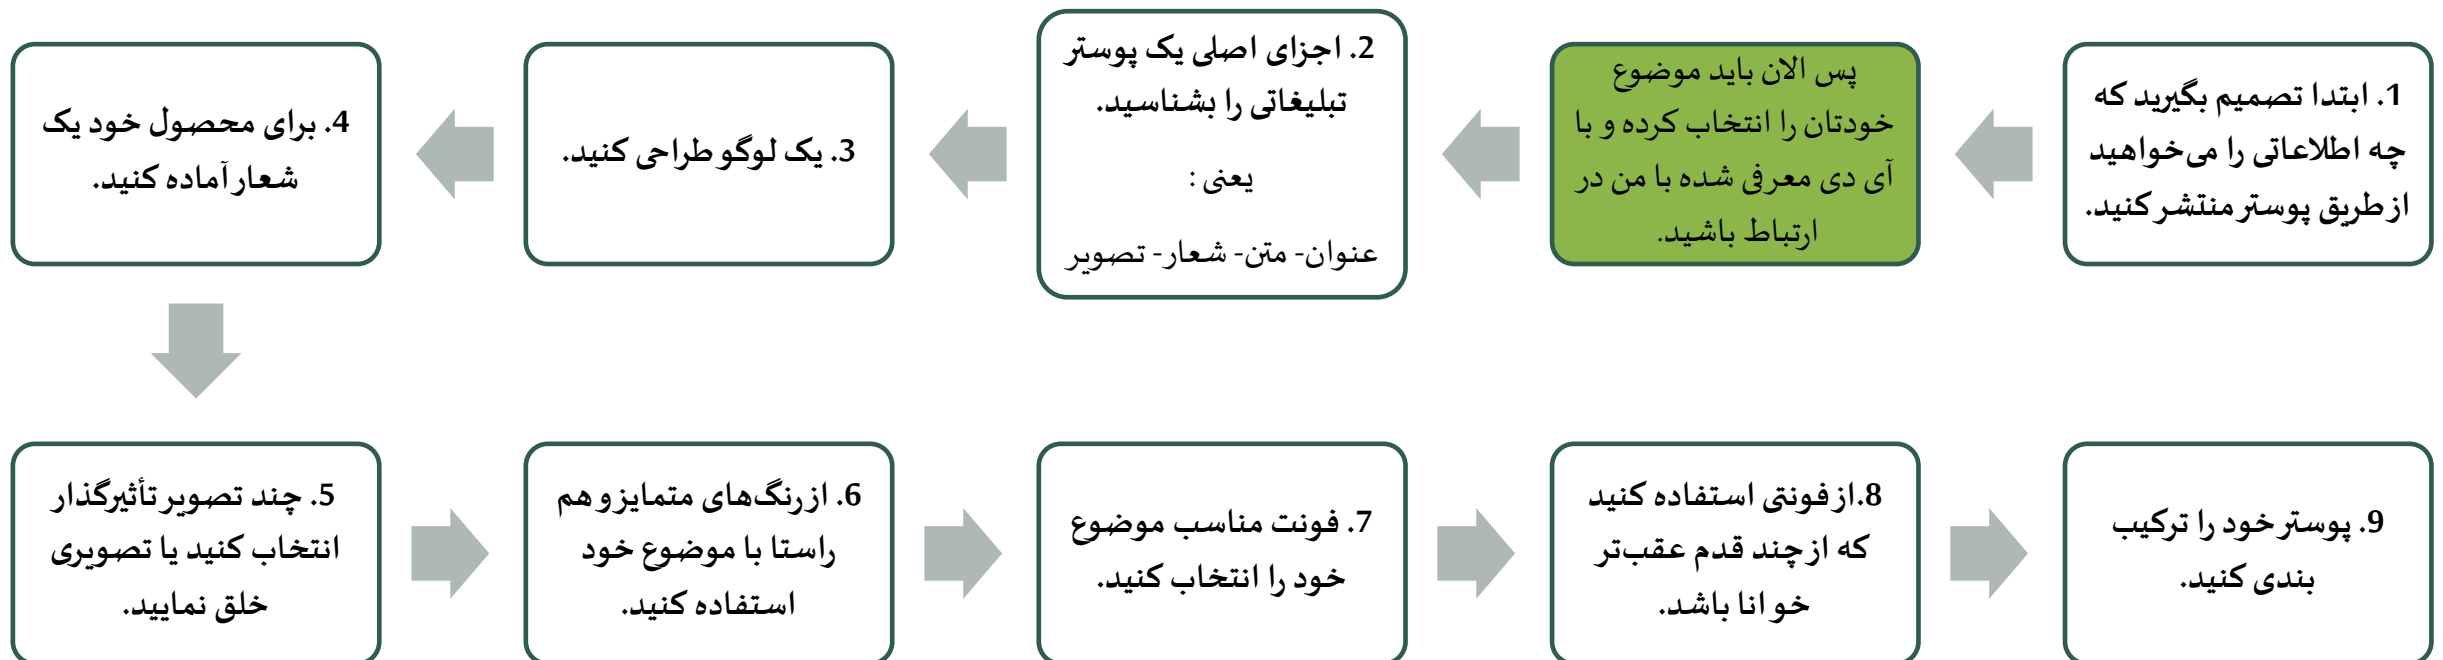 1. ابتدا تصمیم بگیرید که
چه اطلاعاتی را می‌خواهید
از طریق پوستر منتشر کنید.
پس الان باید موضوع
خودتان را انتخاب کرده و با
آی دی معرفی شده با من در
ارتباط باشید.
2. اجزای اصلی یک پوستر
تبلیغاتی را بشناسید.
یعنی :
عنوان- متن- شعار- تصویر
3. یک لوگو طراحی کنید.
4. برای محصول خود یک
شعار آماده کنید.
5. چند تصویر تأثیرگذار
انتخاب کنید یا تصویری
خلق نمایید.
6. از رنگ‌های متمایز و هم
راستا با موضوع خود
استفاده کنید.
7. فونت مناسب موضوع
خود را انتخاب کنید.
8.از فونتی استفاده کنید
که از چند قدم عقب‌تر
خوانا باشد.
9. پوستر خود را ترکیب
بندی کنید.